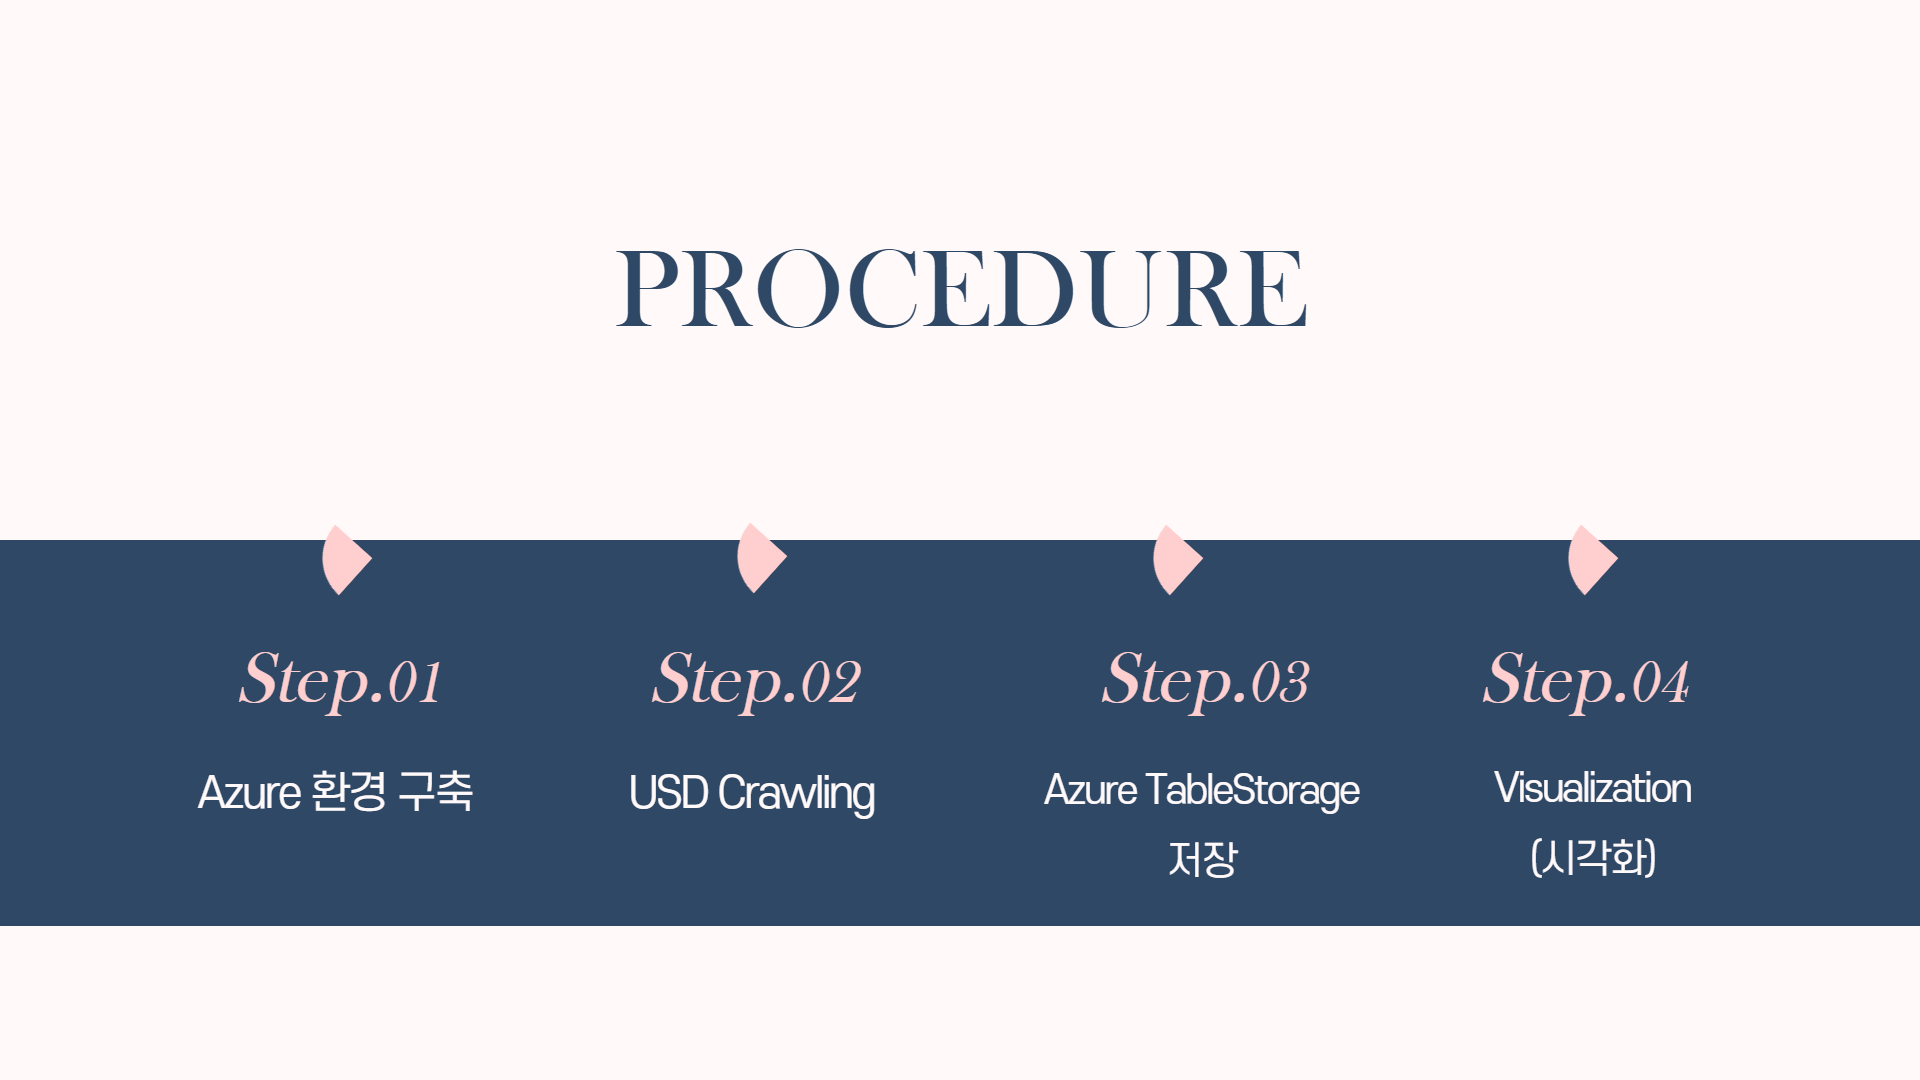 PROCEDURE
Step.01
Azure 환경 구축
Step.02
USD Crawling
Step.03
Azure TableStorage
저장
Step.04
Visualization
(시각화)